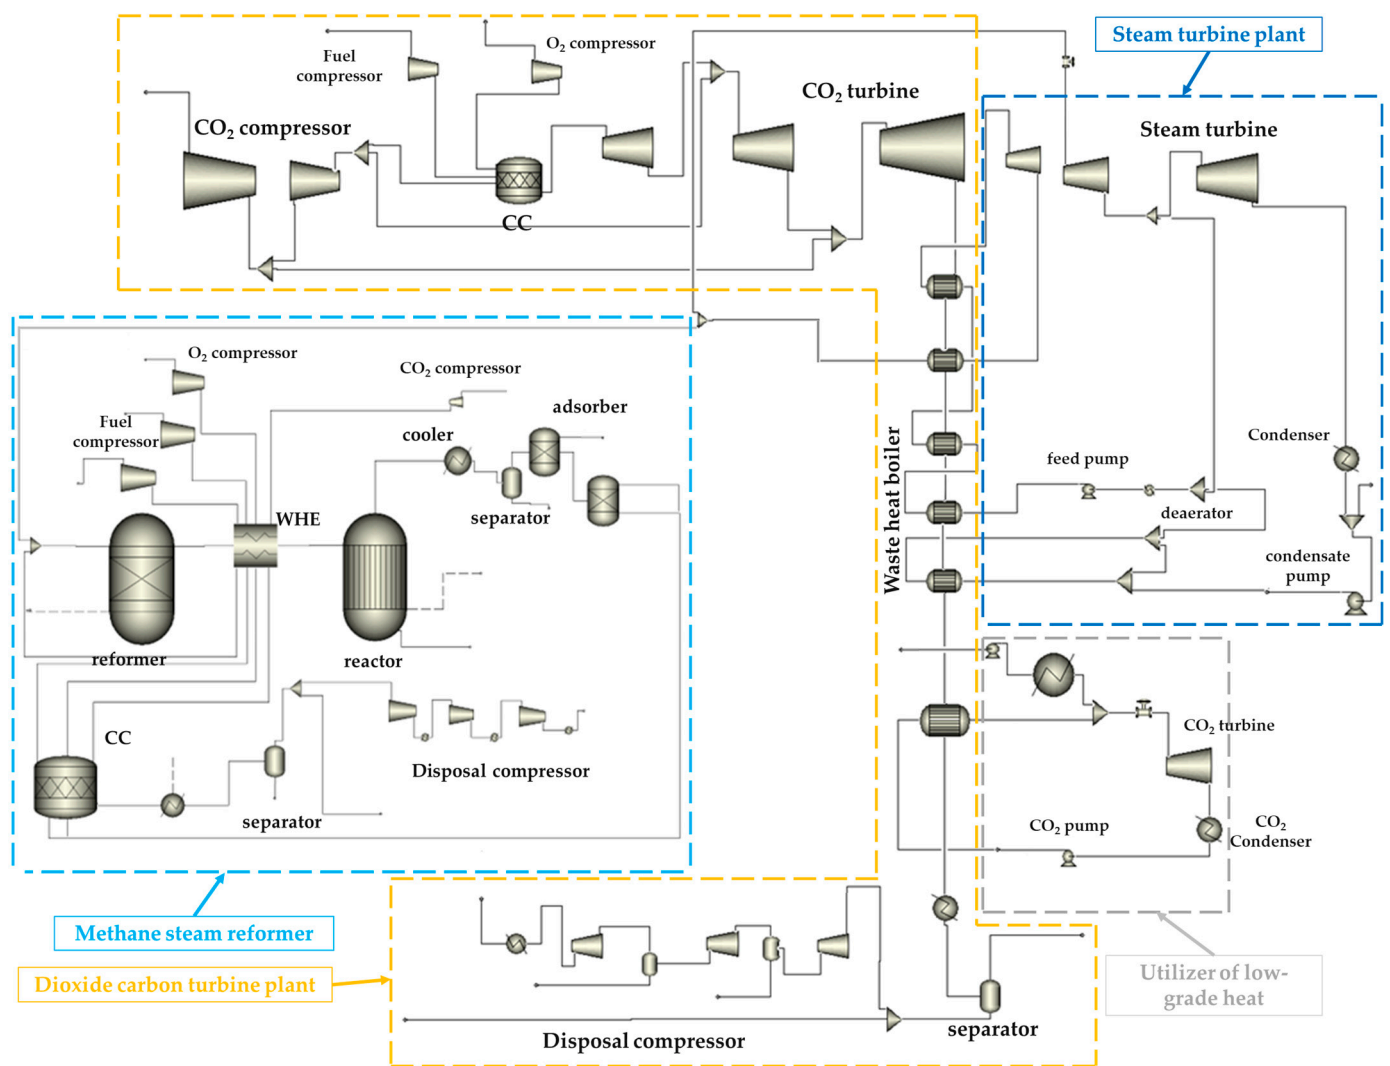 Steam turbine plant
O2 compressor
Fuel
compressor
CO2 turbine
CO2 compressor
Steam turbine
CC
O2 compressor
CO2 compressor
Fuel
compressor
adsorber
cooler
Condenser
feed pump
Waste heat boiler
separator
WHE
deaerator
condensate
pump
reformer
reactor
CC
CO2 turbine
Disposal compressor
separator
CO2 pump
CO2
Condenser
Methane steam reformer
Dioxide carbon turbine plant
Utilizer of low-
grade heat
separator
Disposal compressor